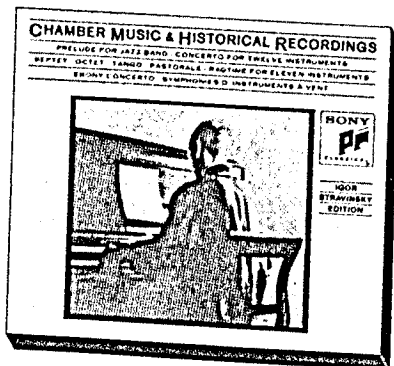 CHAMBER MUSIC & HISTORICAL RECORDINGS
PRELUDE FOR JAZZ BAND · CONCERTO FOR TWELVE INSTRUMENTS
SEPTET · OCTET · TANGO · PASTORALE · RAGTIME FOR ELEVEN INSTRUMENTS
EBONY CONCERTO · SYMPHONIES D'INSTRUMENTS À VENT
SONY
CLASSICAL
IGOR
STRAVINSKY
EDITION